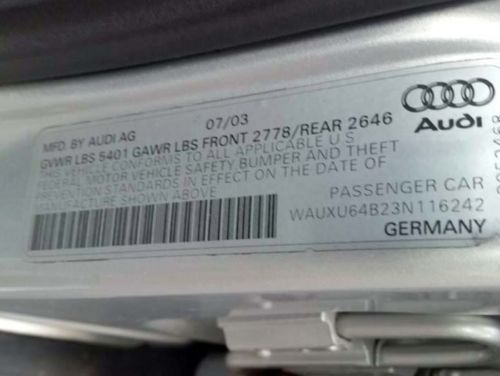 07/03
MFD. BY AUDI AG
GVWR LBS 5401 GAWR LBS FRONT 2778/REAR 2646
THIS VEHICLE CONFORMS TO ALL APPLICABLE U S
FEDERAL MOTOR VEHICLE SAFETY BUMPER AND THEFT
PREVENTION STANDARDS IN EFFECT ON THE DATE OF
MANUFACTURE SHOWN ABOVE
Audi
PASSENGER CAR
WAUXU64B23N116242
GERMANY